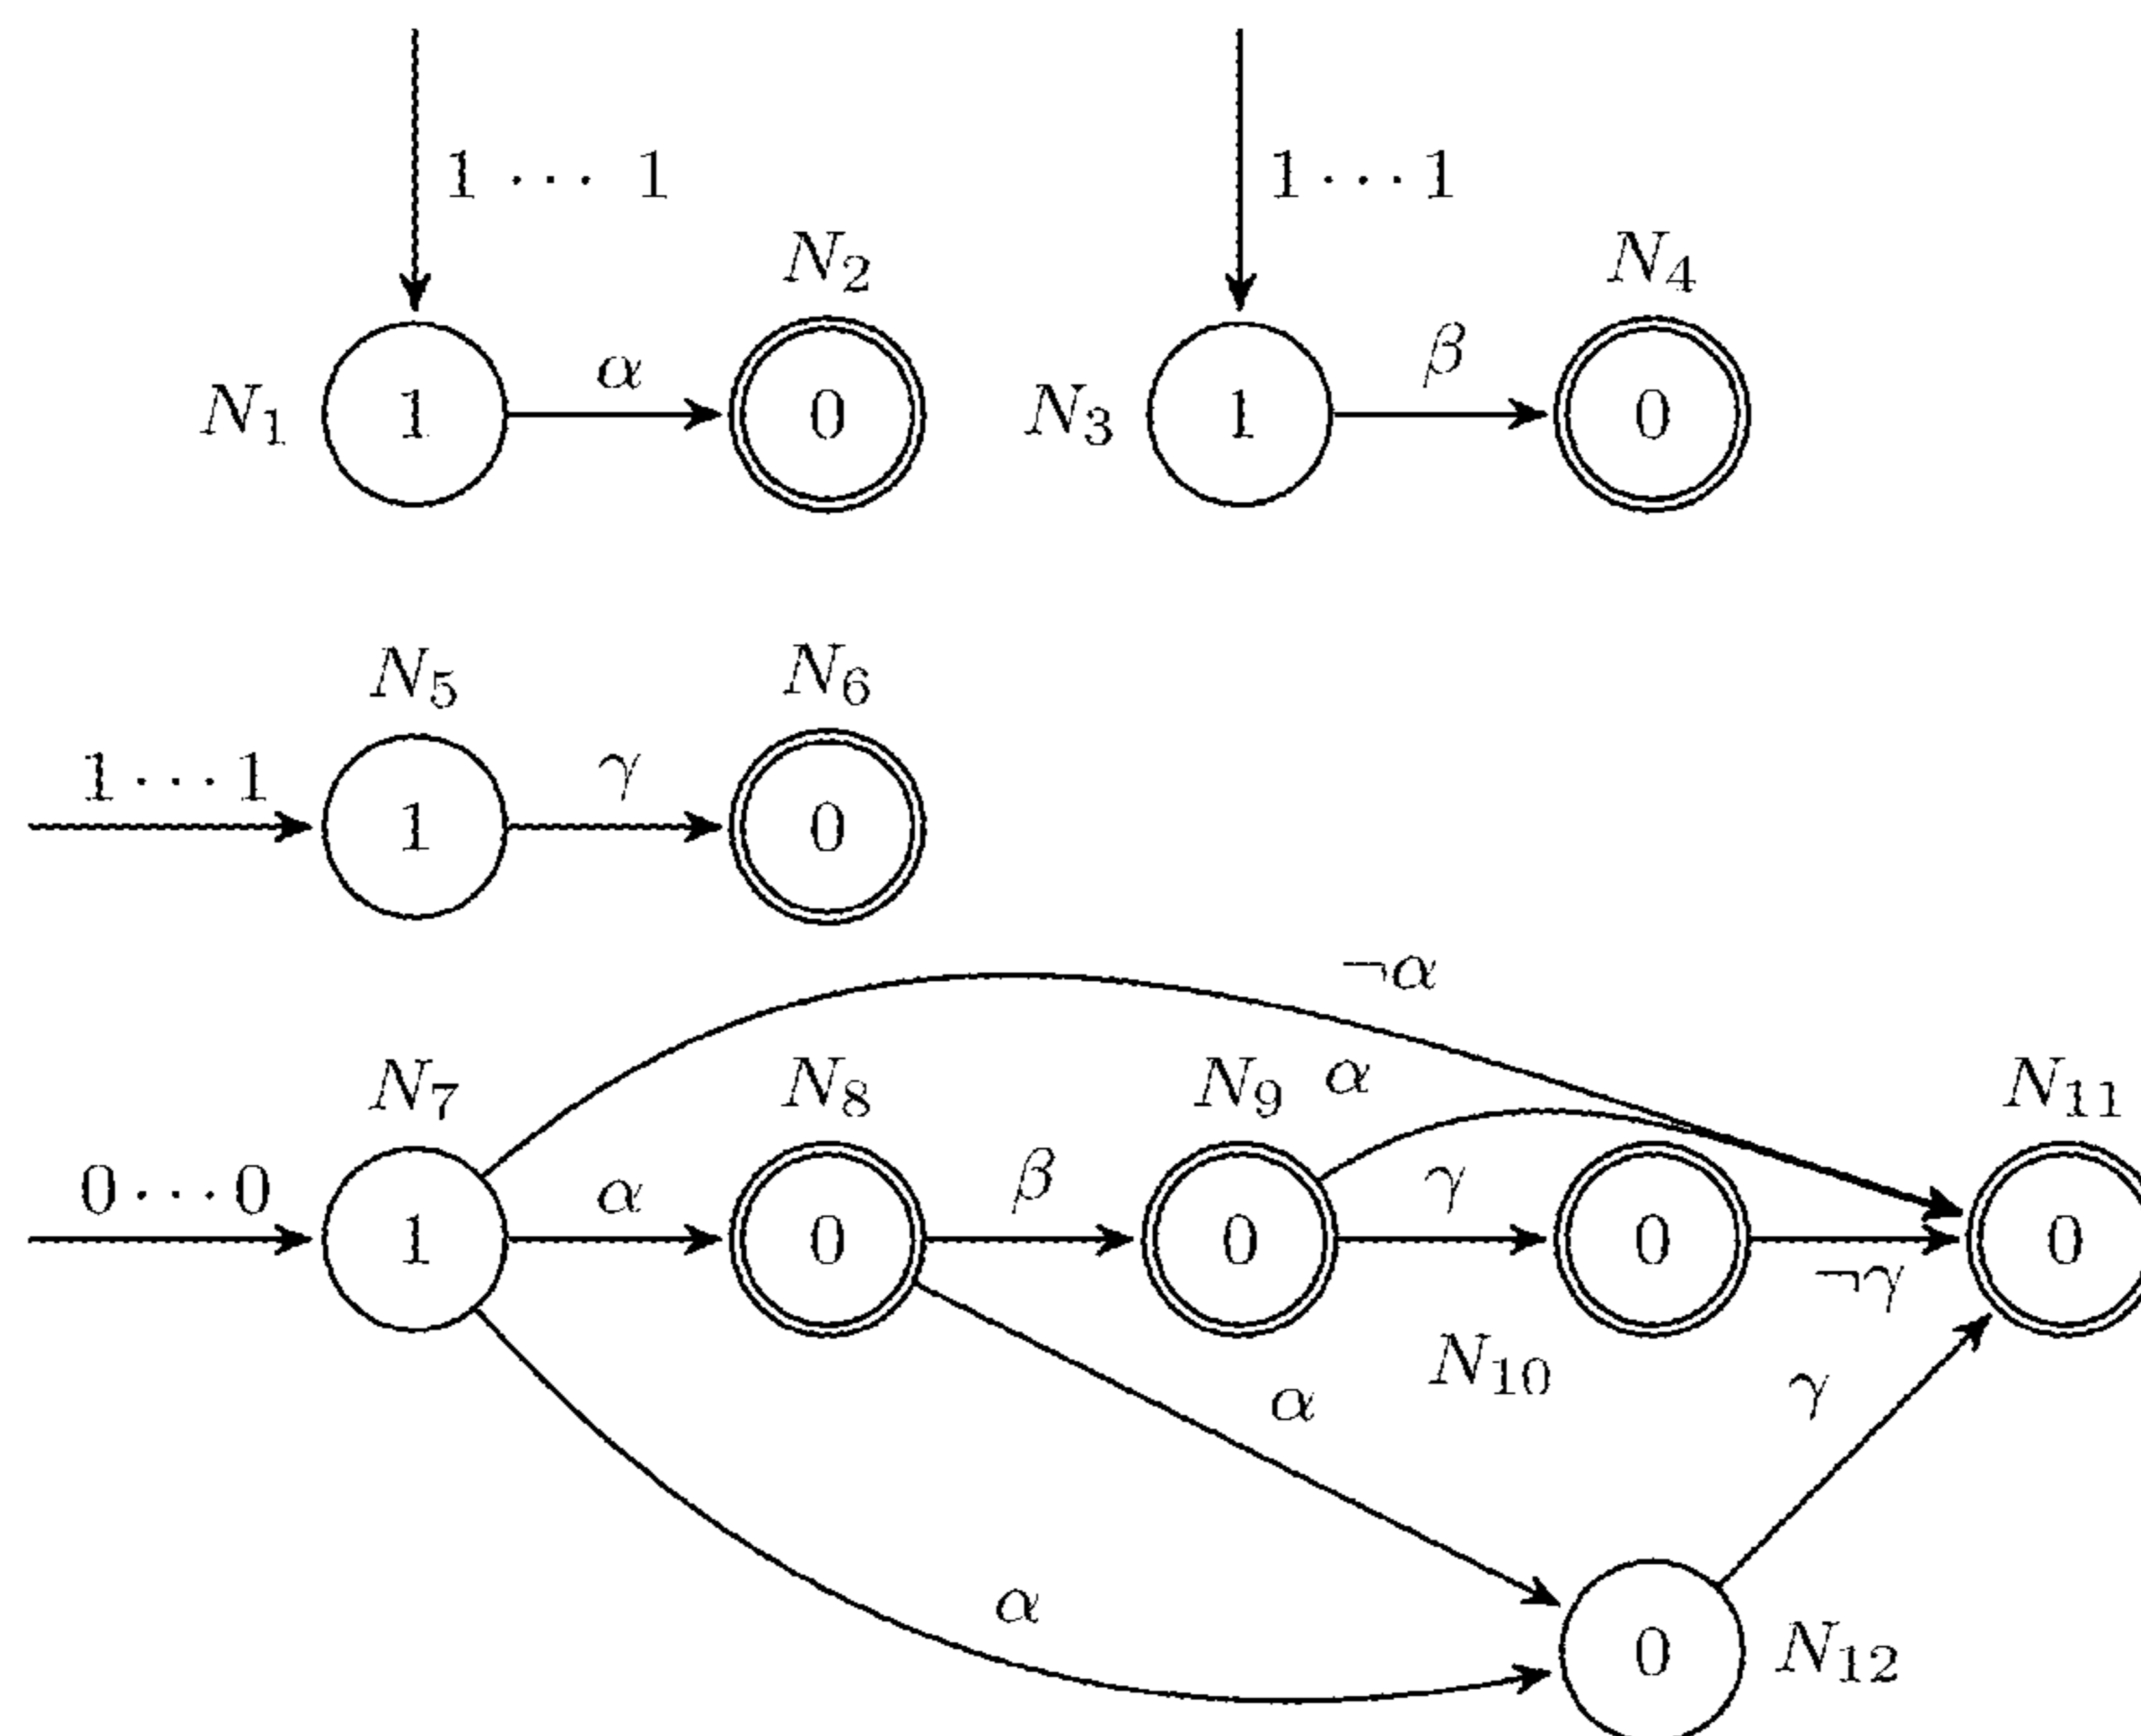 1 ··· 1 1 ··· 1
N₂ N₄
N₁ 1 α 0 N₃ 1 β 0
N₅ N₆
1 ··· 1 1 γ 0
¬α
N₇ N₈ N₉ α N₁₁
0 ··· 0 1 α 0 β 0 γ 0 ¬γ 0
N₁₀
α γ
α
0 N₁₂